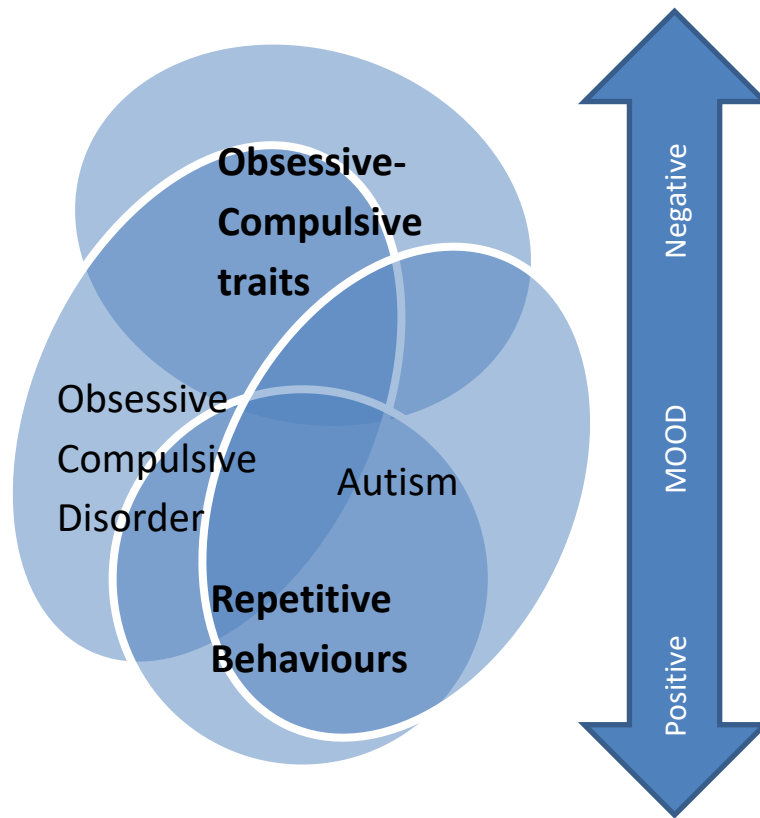 Obsessive-
Compulsive
traits
Obsessive
Compulsive
Disorder
Autism
Repetitive
Behaviours
Negative
MOOD
Positive